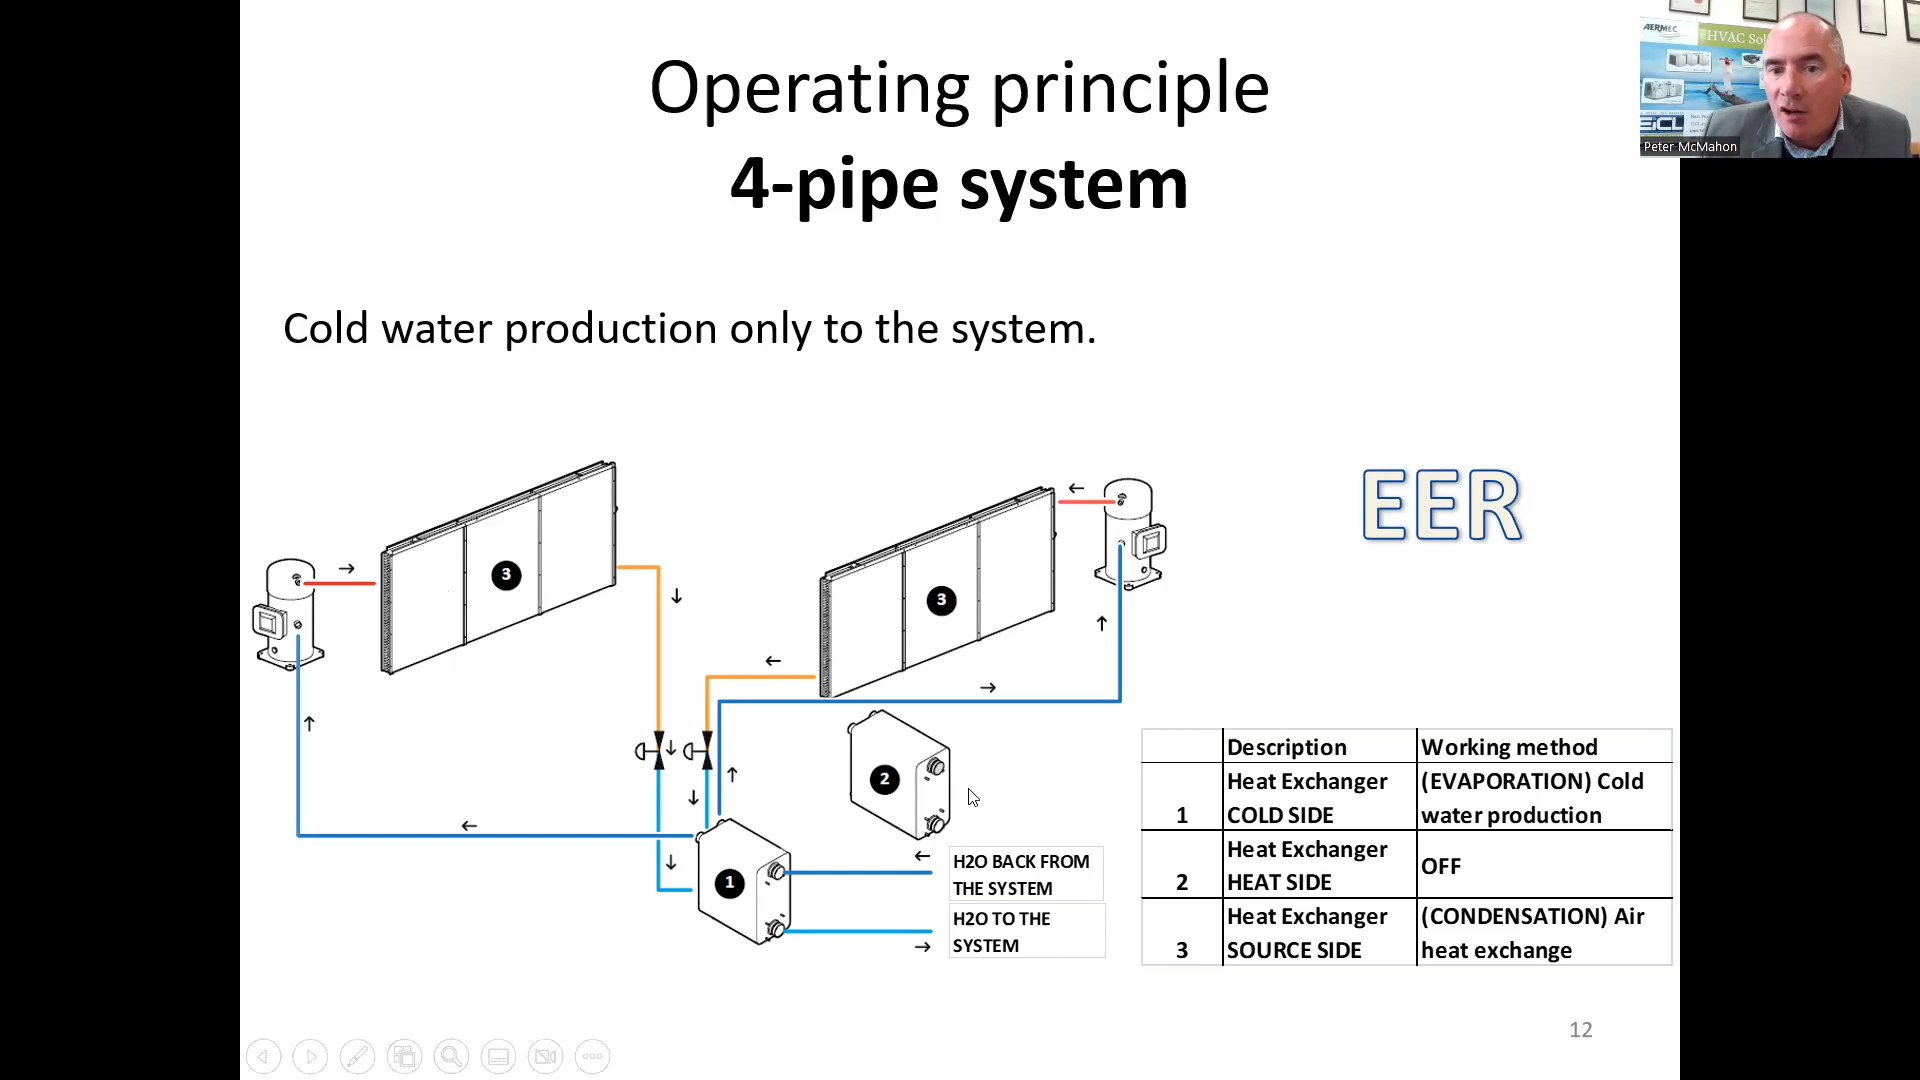 Operating principle
4-pipe system
AERMEC
HVAC Sol
EiCL
Peter McMahon
Cold water production only to the system.
EER
3
3
2
1
H2O BACK FROM
THE SYSTEM
H2O TO THE
SYSTEM
Description Working method
1 Heat Exchanger COLD SIDE (EVAPORATION) Cold water production
2 Heat Exchanger HEAT SIDE OFF
3 Heat Exchanger SOURCE SIDE (CONDENSATION) Air heat exchange
12